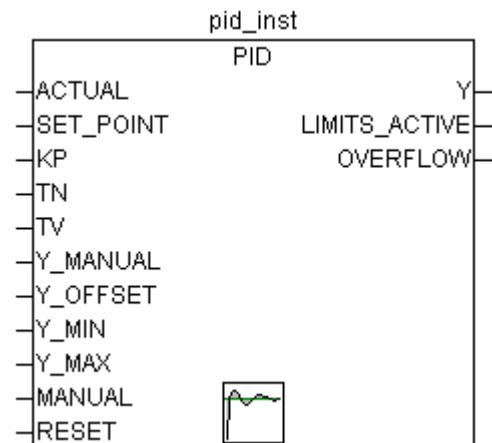 pid_inst
PID
ACTUAL Y
SET_POINT LIMITS_ACTIVE
KP OVERFLOW
TN
TV
Y_MANUAL
Y_OFFSET
Y_MIN
Y_MAX
MANUAL
RESET